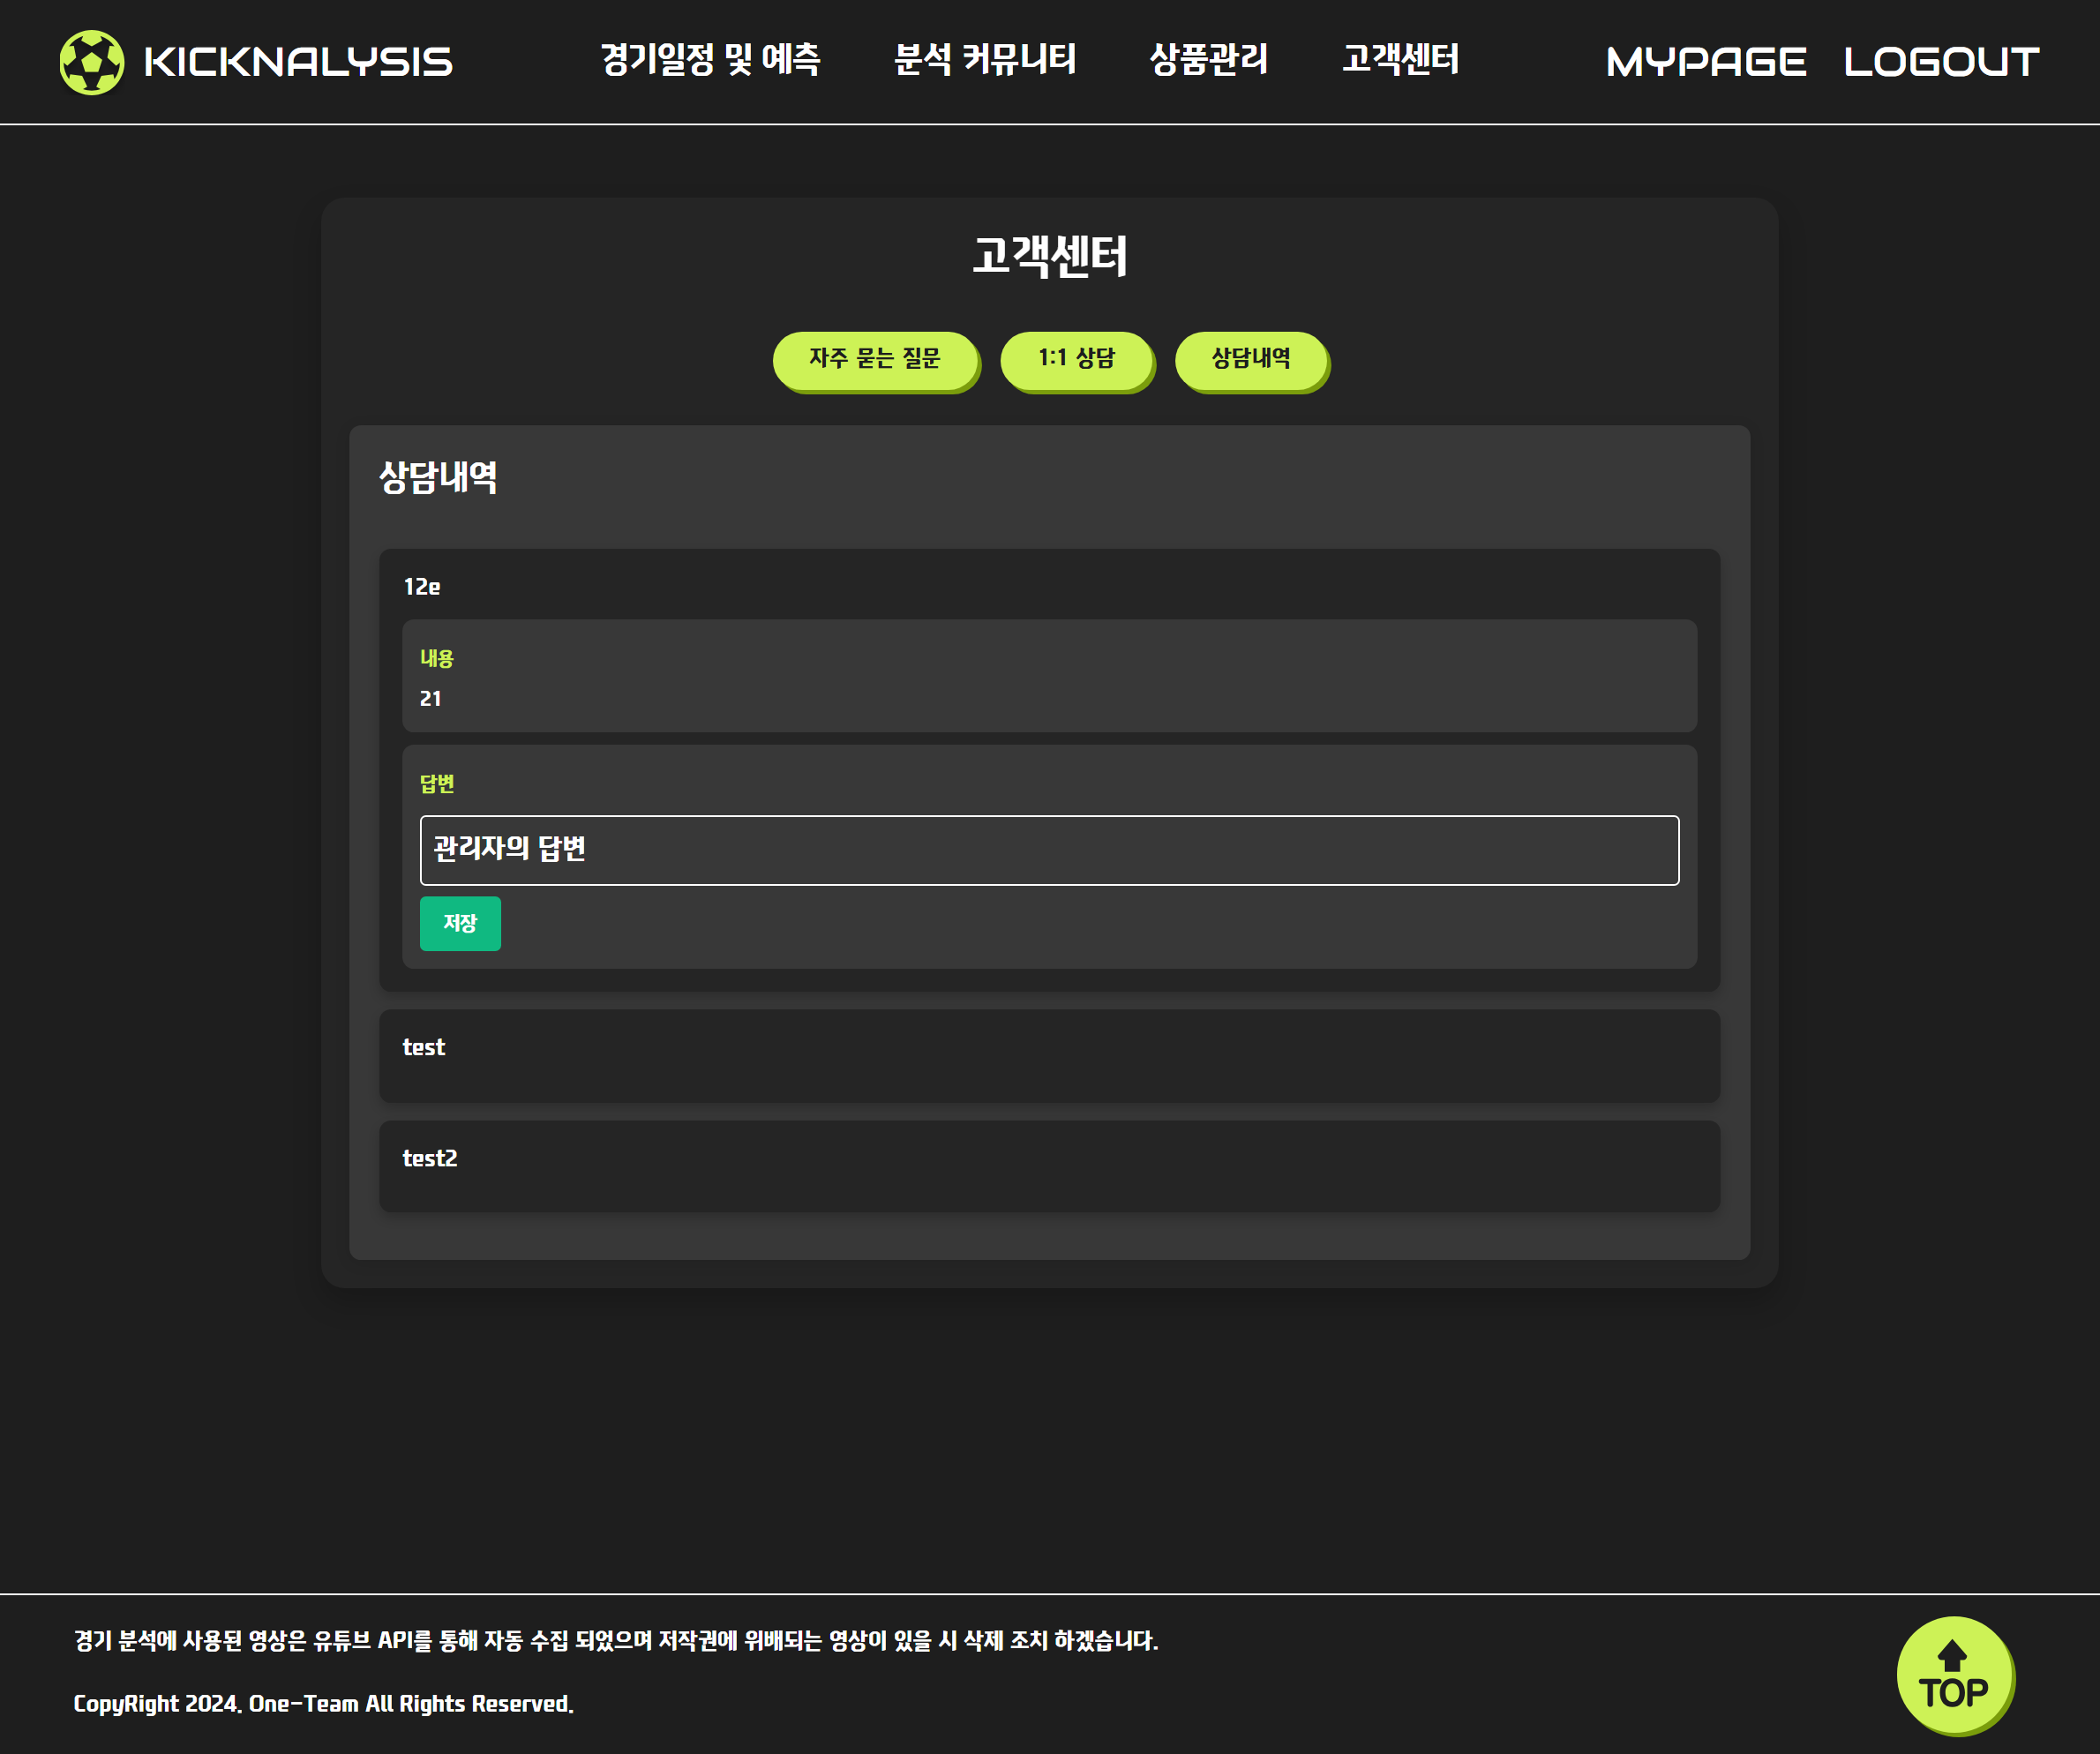 KICKNALYSIS 경기일정 및 예측 분석 커뮤니티 상품관리 고객센터 MYPAGE LOGOUT
고객센터
자주 묻는 질문 1:1 상담 상담내역
상담내역
12e
내용
21
답변
관리자의 답변
저장
test
test2
경기 분석에 사용된 영상은 유튜브 API를 통해 자동 수집 되었으며 저작권에 위배되는 영상이 있을 시 삭제 조치 하겠습니다.
TOP
CopyRight 2024. One-Team All Rights Reserved.